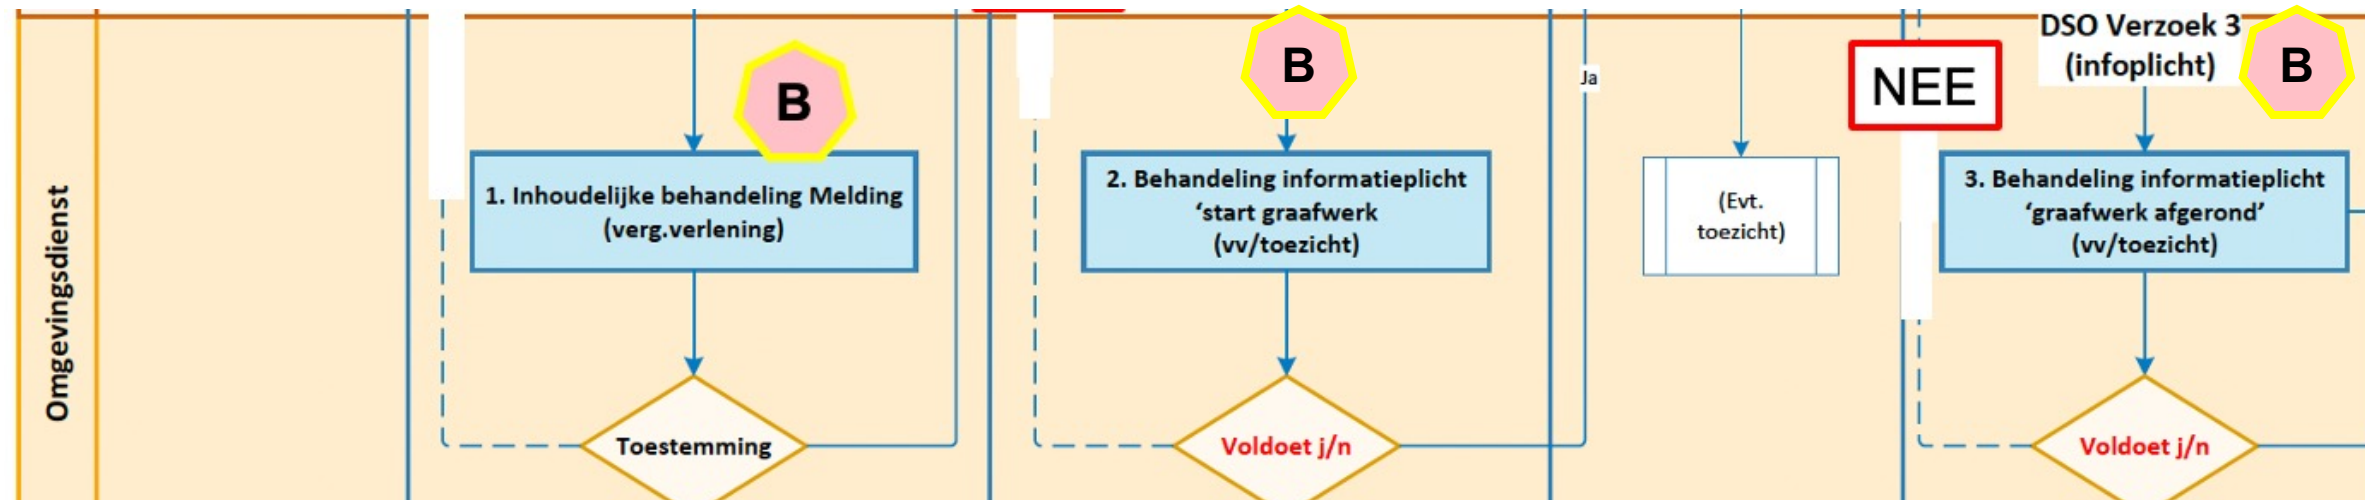 Omgevingsdienst
B
1. Inhoudelijke behandeling Melding
(verg.verlening)
Toestemming
B
2. Behandeling informatieplicht
‘start graafwerk
(vv/toezicht)
Voldoet j/n
Ja
(Evt.
toezicht)
NEE
DSO Verzoek 3
(infoplicht)
B
3. Behandeling informatieplicht
‘graafwerk afgerond’
(vv/toezicht)
Voldoet j/n